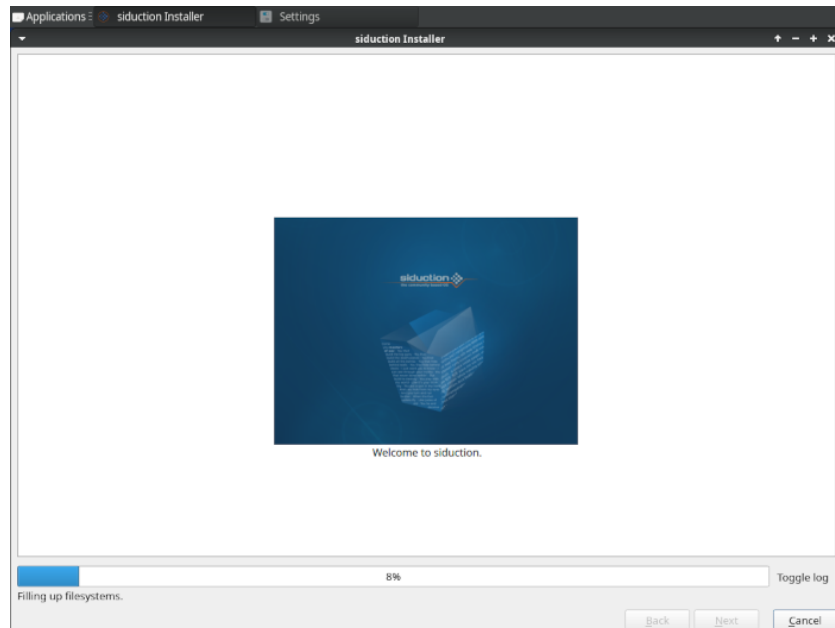 Applications
siduction Installer
Settings
siduction Installer
siduction
Welcome to siduction.
8%
Toggle log
Filling up filesystems.
Back
Next
Cancel